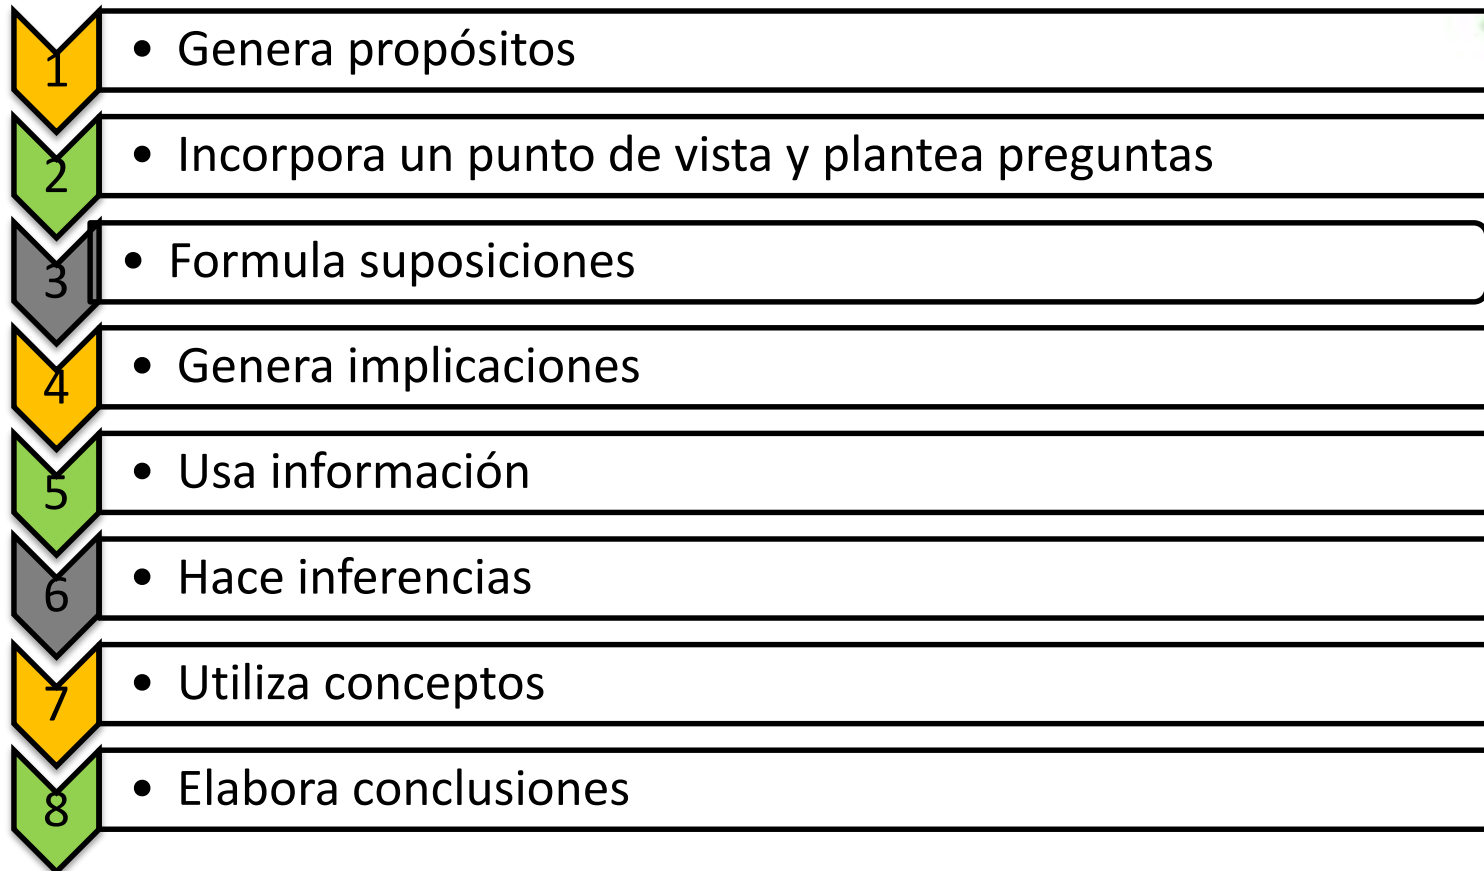 1 • Genera propósitos
2 • Incorpora un punto de vista y plantea preguntas
3 • Formula suposiciones
4 • Genera implicaciones
5 • Usa información
6 • Hace inferencias
7 • Utiliza conceptos
8 • Elabora conclusiones